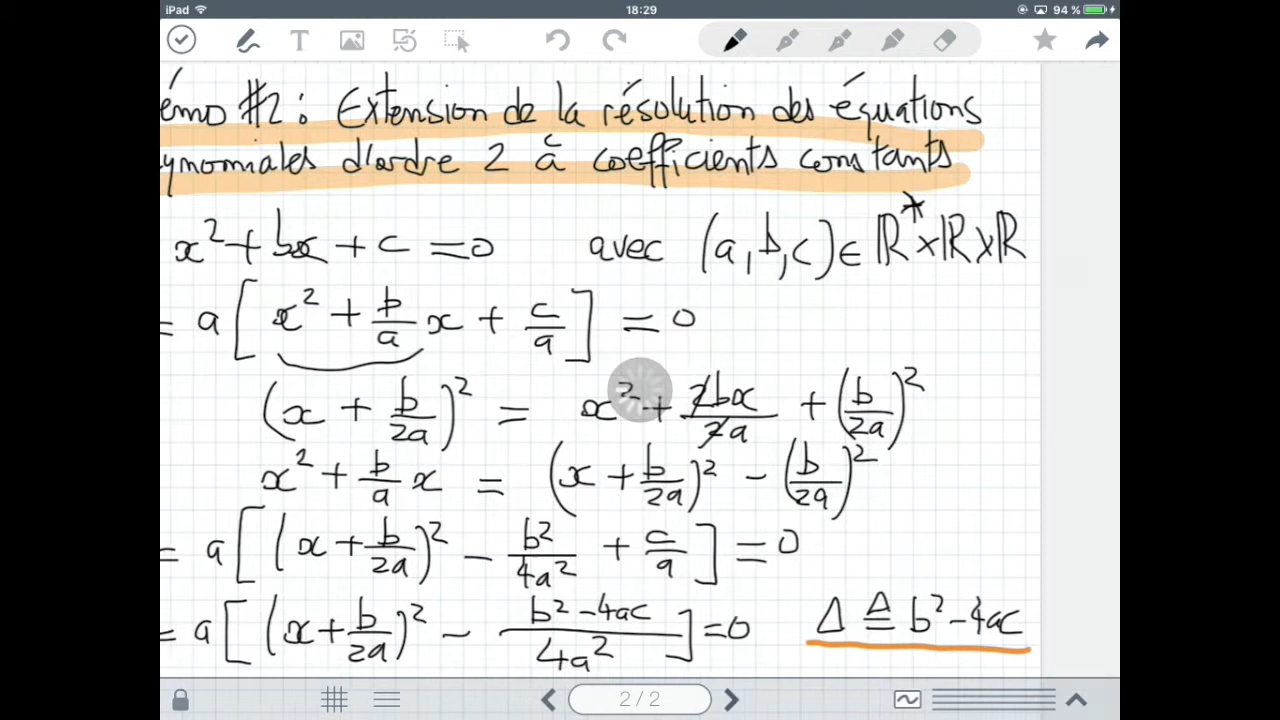 iPad 18:29 94 %
T
émo #2 : Extension de la résolution des équations
ynomiales d'ordre 2 à coefficients constants
x² + bx + c = 0 avec (a, b, c) ∈ ℝ* × ℝ × ℝ
= a [ x² + b/a x + c/a ] = 0
(x + b/2a)² = x² + 2bx/2a + (b/2a)²
x² + b/a x = (x + b/2a)² - (b/2a)²
= a [ (x + b/2a)² - b²/4a² + c/a ] = 0
= a [ (x + b/2a)² - b² - 4ac/4a² ] = 0 Δ ≜ b² - 4ac
2 / 2